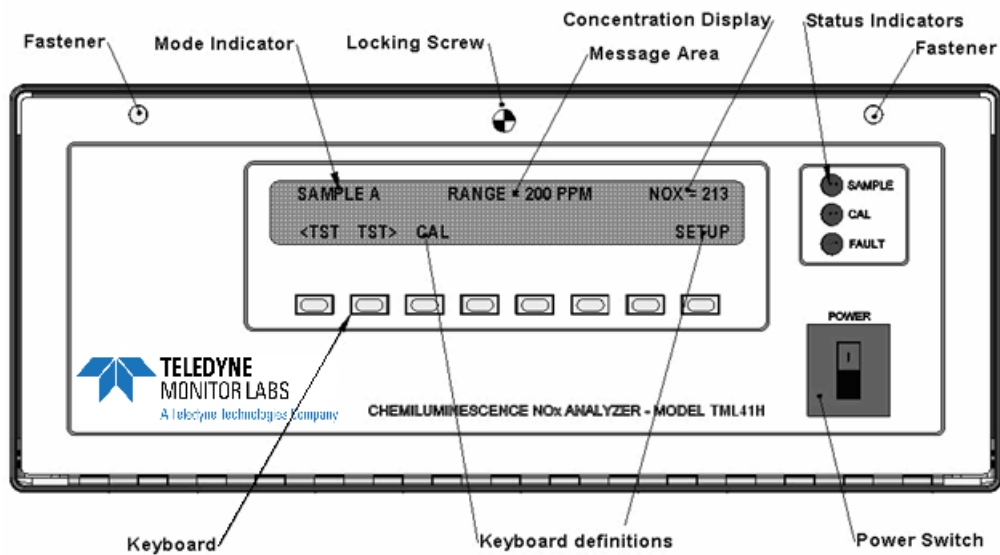 Concentration Display
Status Indicators
Fastener
Mode Indicator
Locking Screw
Message Area
Fastener
SAMPLE A RANGE = 200 PPM NOX = 213
<TST TST> CAL SETUP
SAMPLE
CAL
FAULT
POWER
I
TELEDYNE
MONITOR LABS
A Teledyne Technologies Company
CHEMILUMINESCENCE NOx ANALYZER - MODEL TML41H
Keyboard
Keyboard definitions
Power Switch